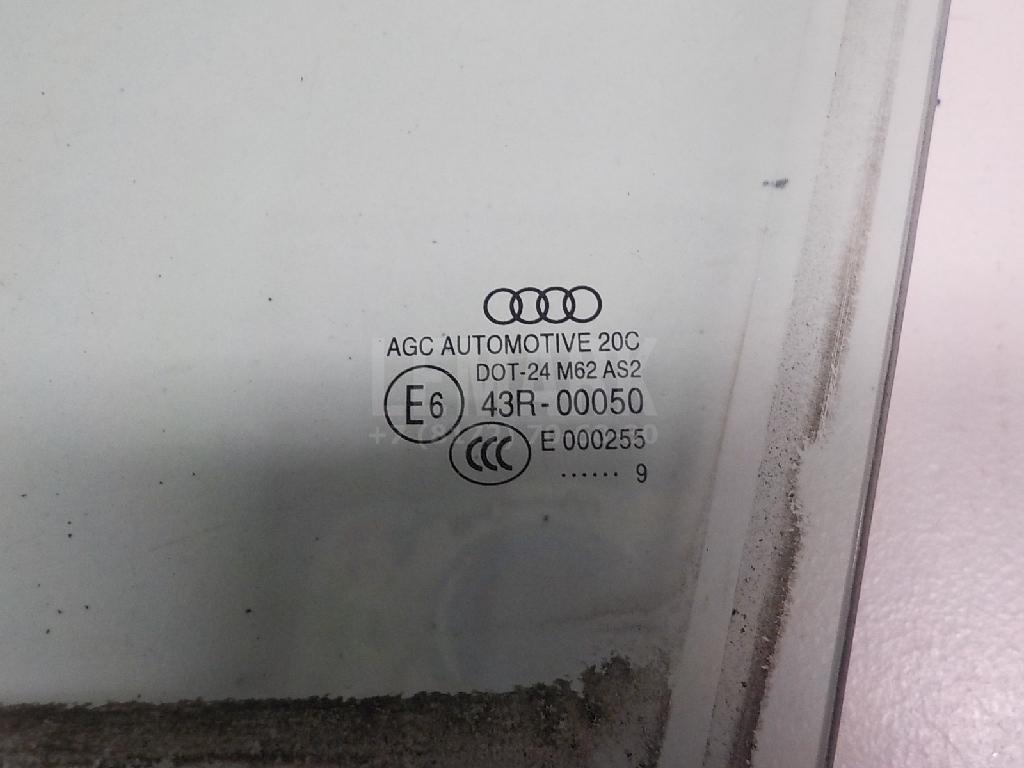 AGC AUTOMOTIVE 20C
DOT-24 M62 AS2
E6 43R-00050
CCC E 000255
...... 9